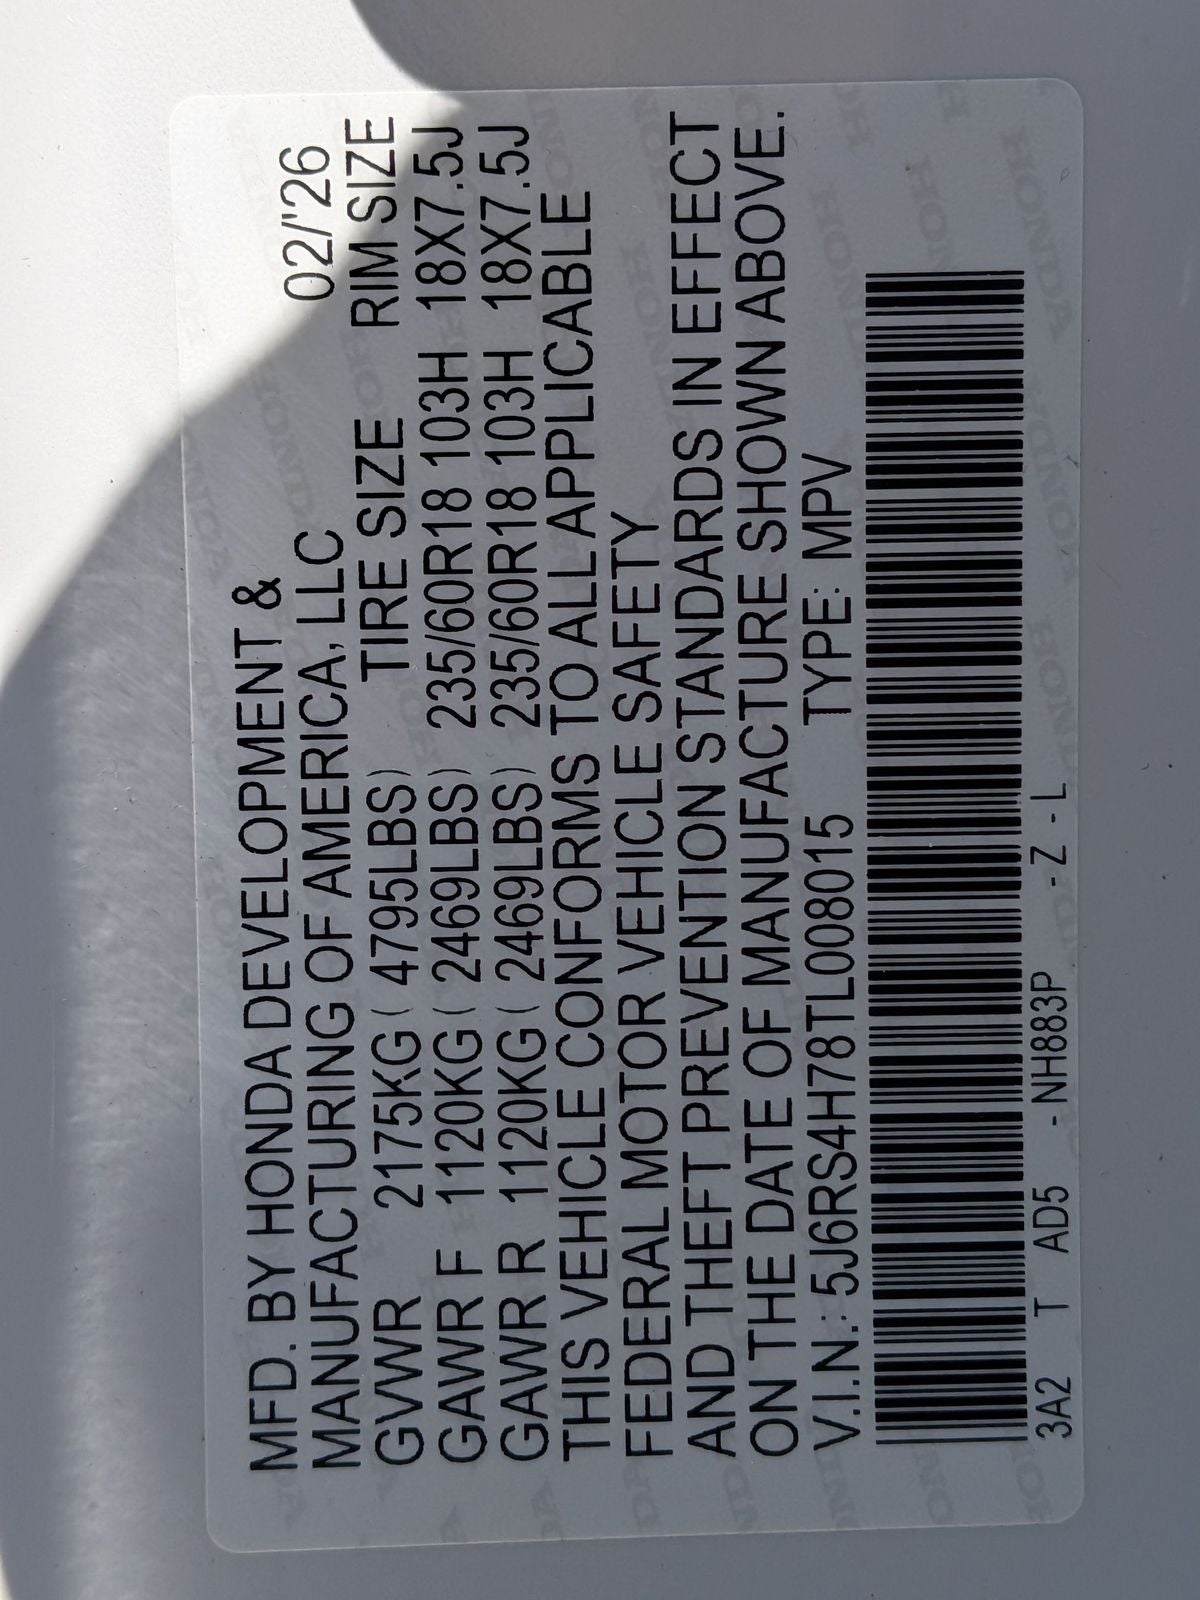 MFD. BY HONDA DEVELOPMENT &
MANUFACTURING OF AMERICA, LLC 02/'26
TIRE SIZE RIM SIZE
GVWR 2175KG ( 4795LBS)
GAWR F 1120KG ( 2469LBS) 235/60R18 103H 18X7.5J
GAWR R 1120KG ( 2469LBS) 235/60R18 103H 18X7.5J
THIS VEHICLE CONFORMS TO ALL APPLICABLE
FEDERAL MOTOR VEHICLE SAFETY
AND THEFT PREVENTION STANDARDS IN EFFECT
ON THE DATE OF MANUFACTURE SHOWN ABOVE.
V.I.N.: 5J6RS4H78TL008015 TYPE: MPV
3A2 T AD5 - NH883P - Z - L